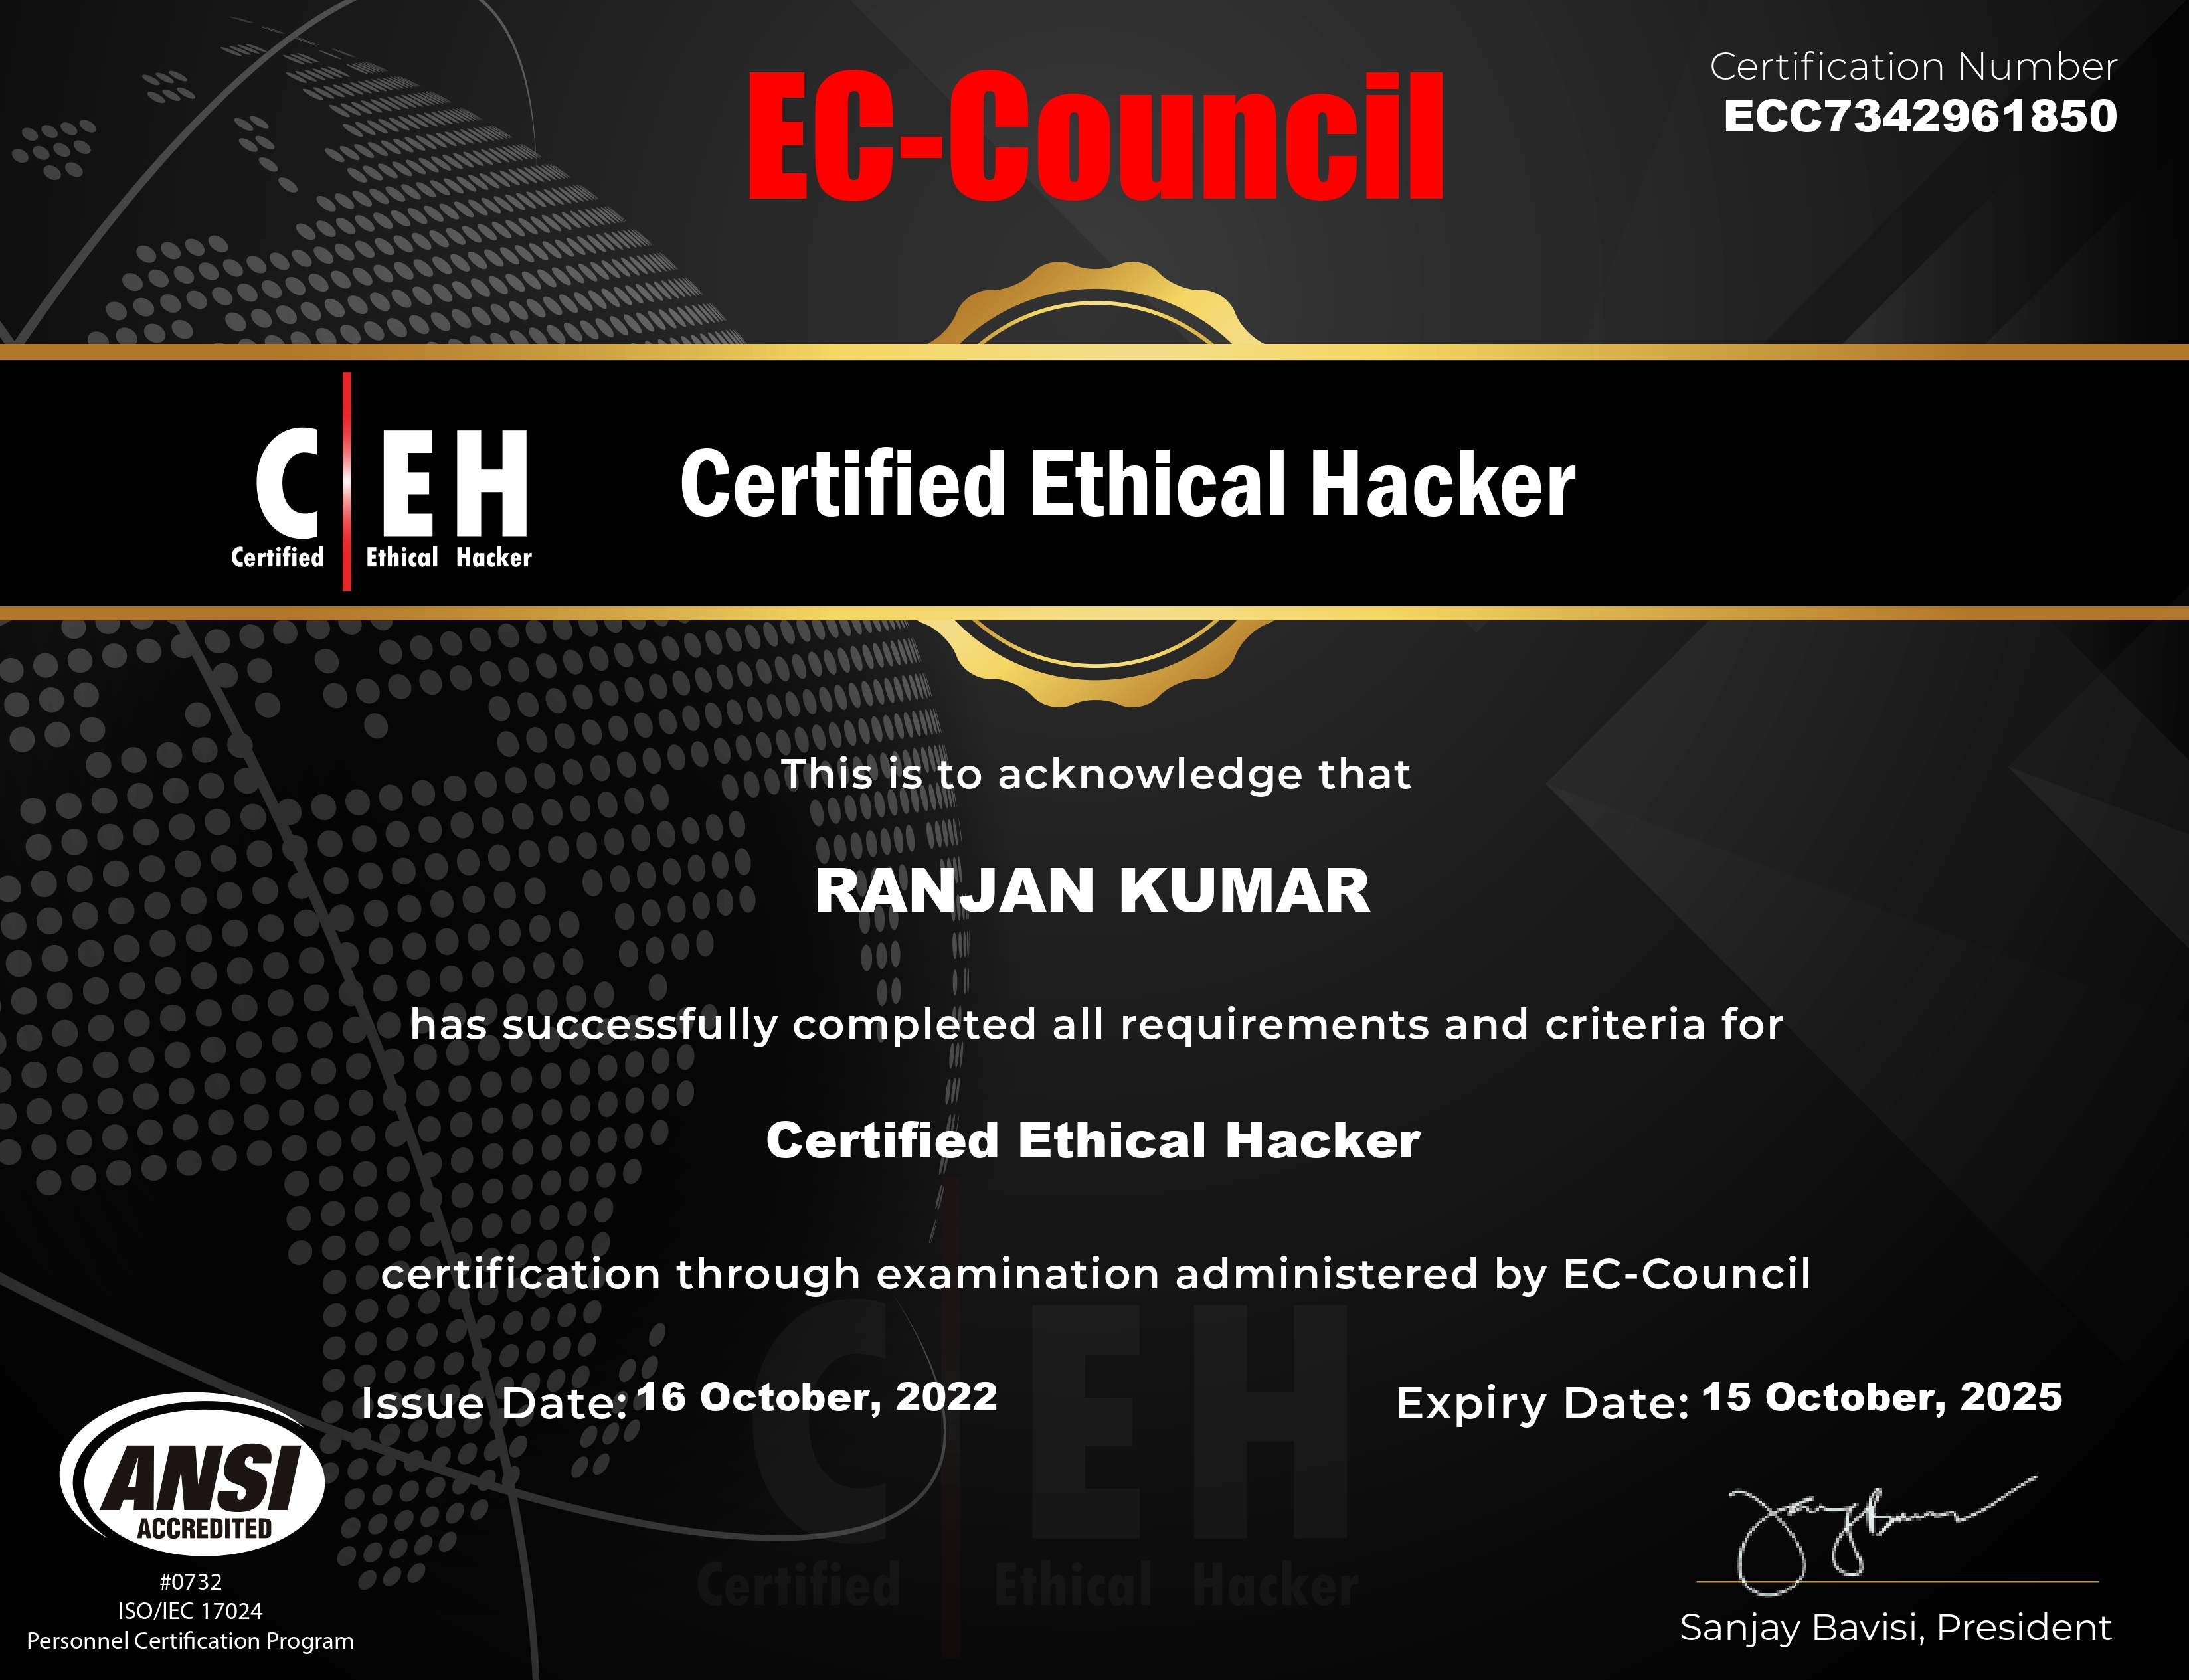 EC-Council
Certification Number
ECC7342961850
C EH
Certified Ethical Hacker
Certified Ethical Hacker
This is to acknowledge that
RANJAN KUMAR
has successfully completed all requirements and criteria for
Certified Ethical Hacker
certification through examination administered by EC-Council
Issue Date: 16 October, 2022
Expiry Date: 15 October, 2025
C EH
Certified Ethical Hacker
ANSI
ACCREDITED
#0732
ISO/IEC 17024
Personnel Certification Program
Sanjay Bavisi, President